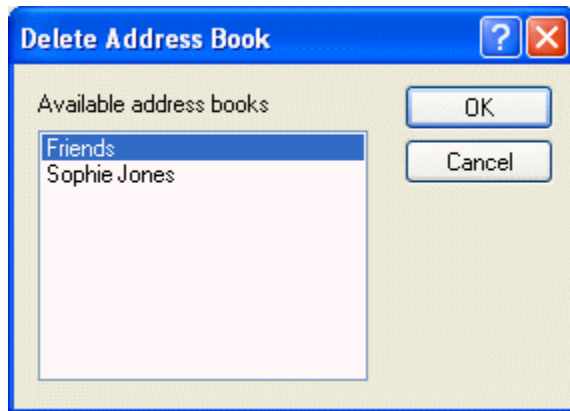 Delete Address Book
?
Available address books
OK
Friends
Cancel
Sophie Jones